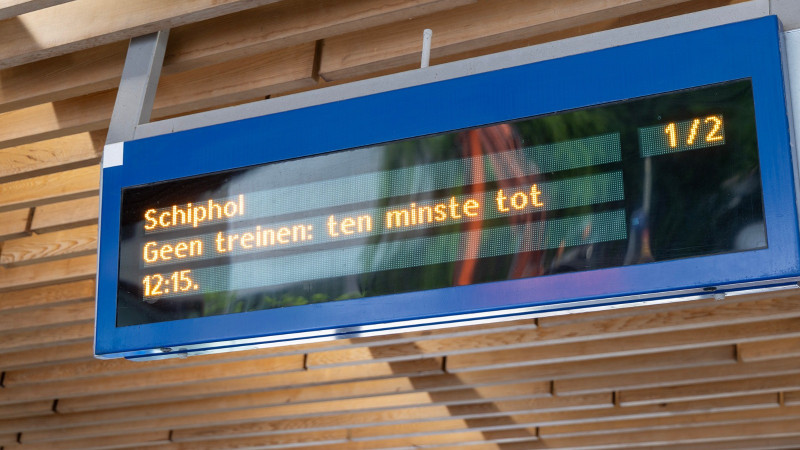 1/2
Schiphol
Geen treinen: ten minste tot
12:15.